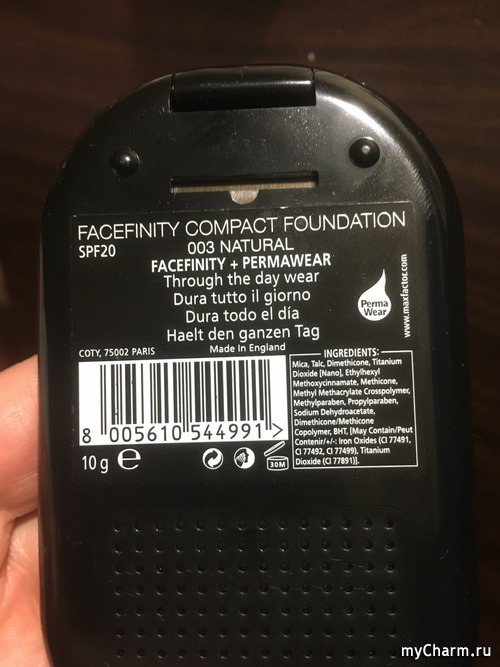 FACEFINITY COMPACT FOUNDATION
SPF20
003 NATURAL
FACEFINITY + PERMAWEAR
Through the day wear
Dura tutto il giorno
Dura todo el día
Haelt den ganzen Tag
Perma
Wear
www.maxfactor.com
COTY, 75002 PARIS
Made in England
INGREDIENTS:
Mica, Talc, Dimethicone, Titanium
Dioxide [Nano], Ethylhexyl
Methoxycinnamate, Methicone,
Methyl Methacrylate Crosspolymer,
Methylparaben, Propylparaben,
Sodium Dehydroacetate,
Dimethicone/Methicone
Copolymer, BHT, [May Contain/Peut
Contenir/+/-: Iron Oxides (CI 77491,
CI 77492, CI 77499), Titanium
Dioxide (CI 77891)].
8 005610 544991 >
10 g ℮
30M
myCharm.ru